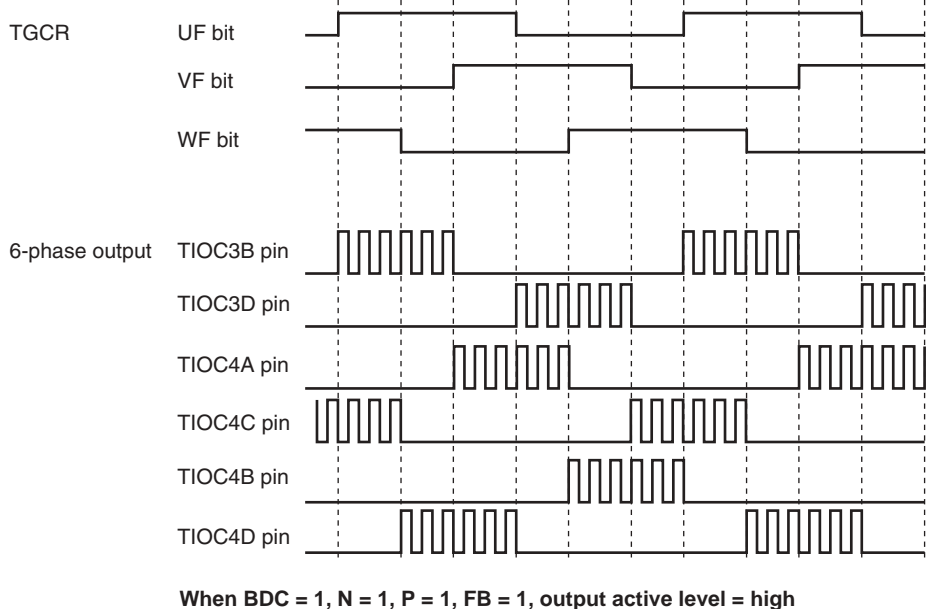 TGCR UF bit
VF bit
WF bit
6-phase output TIOC3B pin
TIOC3D pin
TIOC4A pin
TIOC4C pin
TIOC4B pin
TIOC4D pin
When BDC = 1, N = 1, P = 1, FB = 1, output active level = high